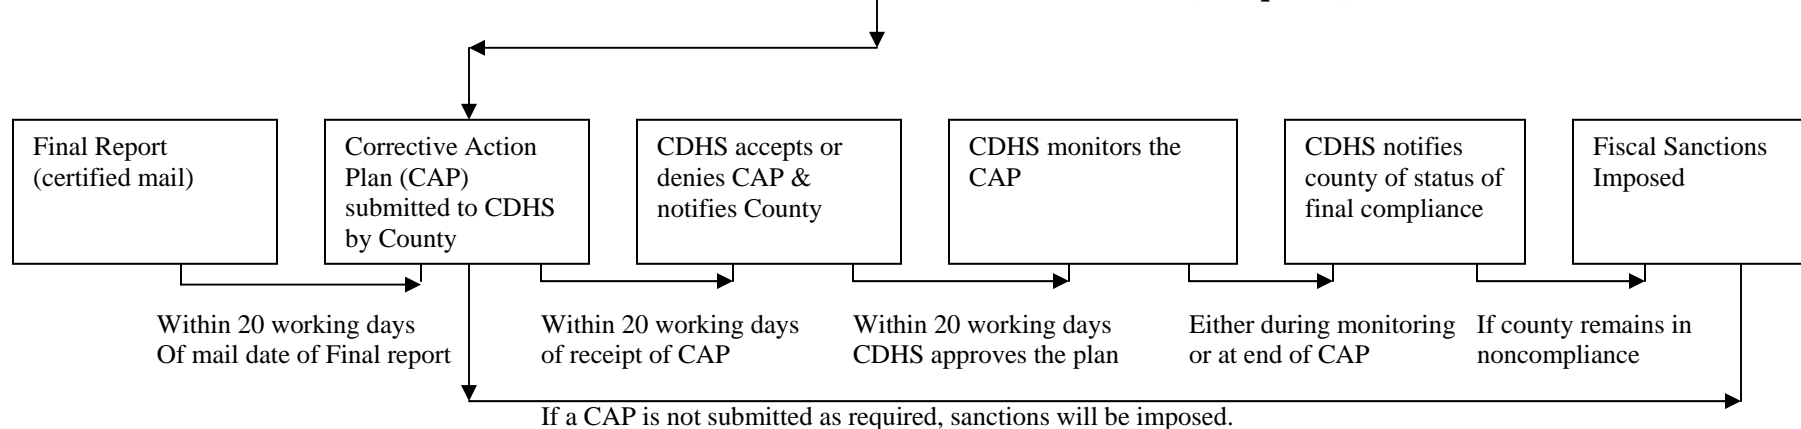 Final Report
(certified mail)
Corrective Action
Plan (CAP)
submitted to CDHS
by County
CDHS accepts or
denies CAP &
notifies County
CDHS monitors the
CAP
CDHS notifies
county of status of
final compliance
Fiscal Sanctions
Imposed
Within 20 working days
Of mail date of Final report
Within 20 working days
of receipt of CAP
Within 20 working days
CDHS approves the plan
Either during monitoring
or at end of CAP
If county remains in
noncompliance
If a CAP is not submitted as required, sanctions will be imposed.